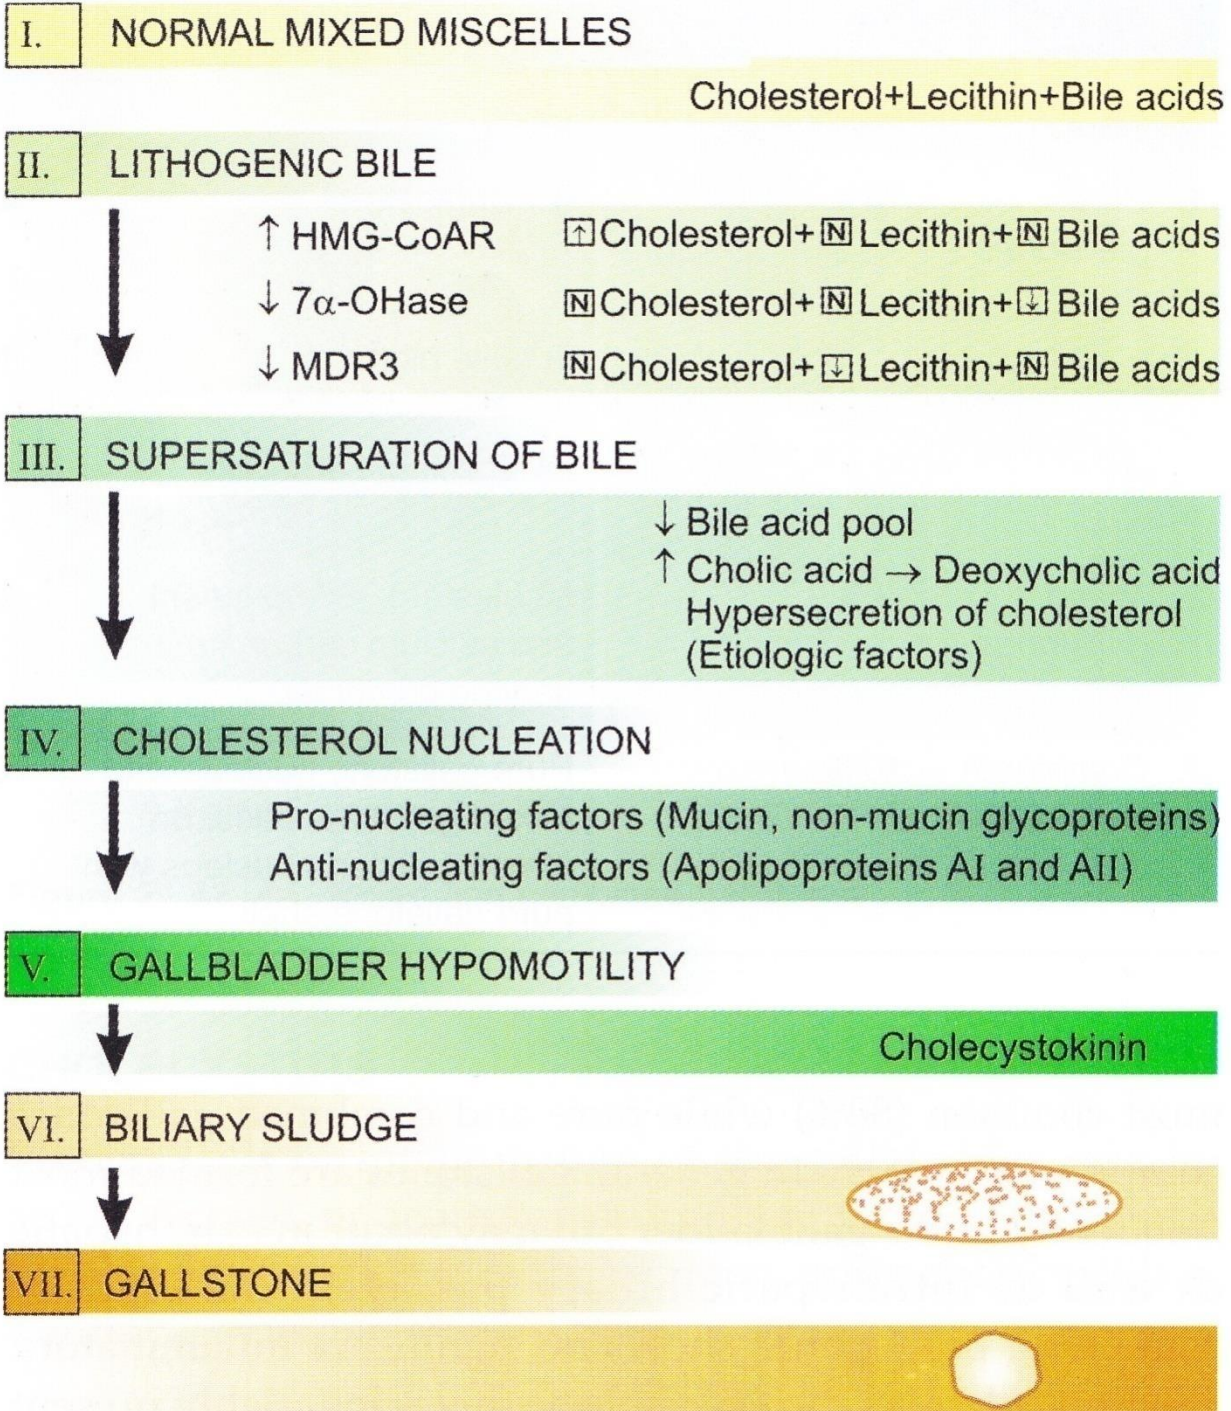 I. NORMAL MIXED MISCELLES
Cholesterol+Lecithin+Bile acids
II. LITHOGENIC BILE
↑ HMG-CoAR ↑Cholesterol+ N Lecithin+ N Bile acids
↓ 7α-OHase N Cholesterol+ N Lecithin+ ↓ Bile acids
↓ MDR3 N Cholesterol+ ↓ Lecithin+ N Bile acids
III. SUPERSATURATION OF BILE
↓ Bile acid pool
↑ Cholic acid → Deoxycholic acid
Hypersecretion of cholesterol
(Etiologic factors)
IV. CHOLESTEROL NUCLEATION
Pro-nucleating factors (Mucin, non-mucin glycoproteins)
Anti-nucleating factors (Apolipoproteins AI and AII)
V. GALLBLADDER HYPOMOTILITY
Cholecystokinin
VI. BILIARY SLUDGE
VII. GALLSTONE